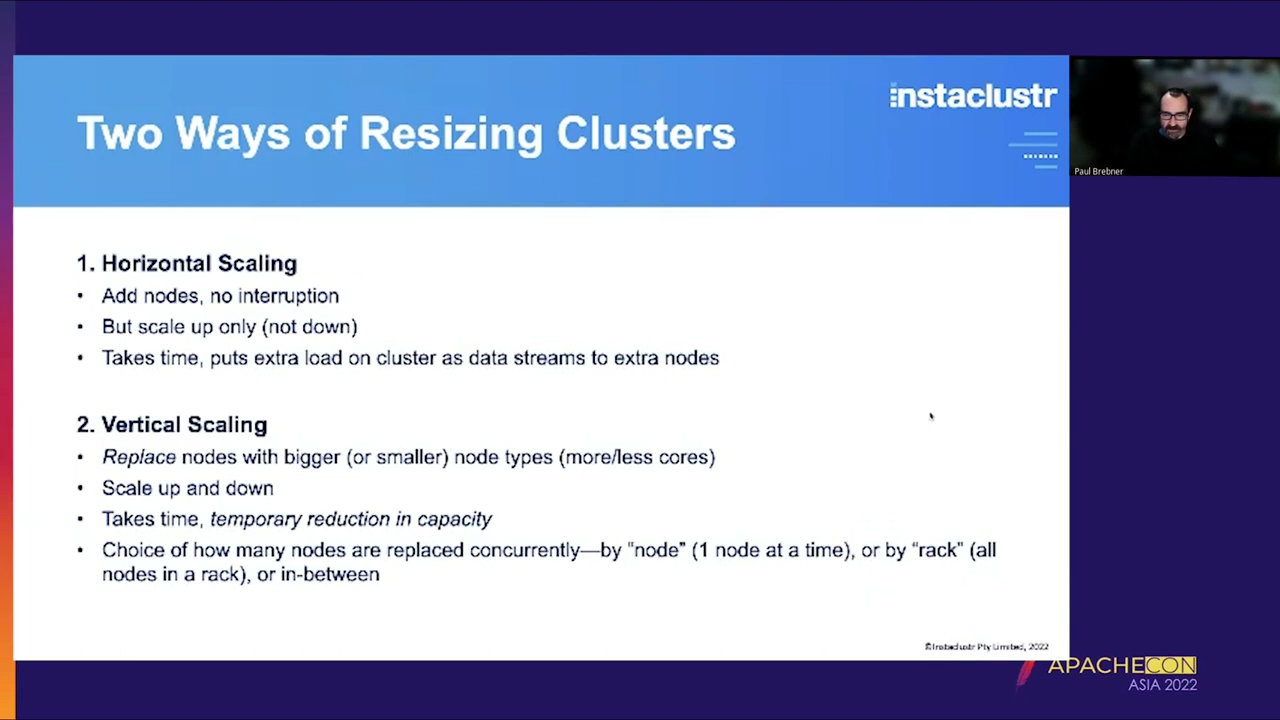 instaclustr
Two Ways of Resizing Clusters
Paul Brebner
1. Horizontal Scaling
• Add nodes, no interruption
• But scale up only (not down)
• Takes time, puts extra load on cluster as data streams to extra nodes
2. Vertical Scaling
• Replace nodes with bigger (or smaller) node types (more/less cores)
• Scale up and down
• Takes time, temporary reduction in capacity
• Choice of how many nodes are replaced concurrently—by “node” (1 node at a time), or by “rack” (all
nodes in a rack), or in-between
©Instaclustr Pty Limited, 2022
APACHECON
ASIA 2022